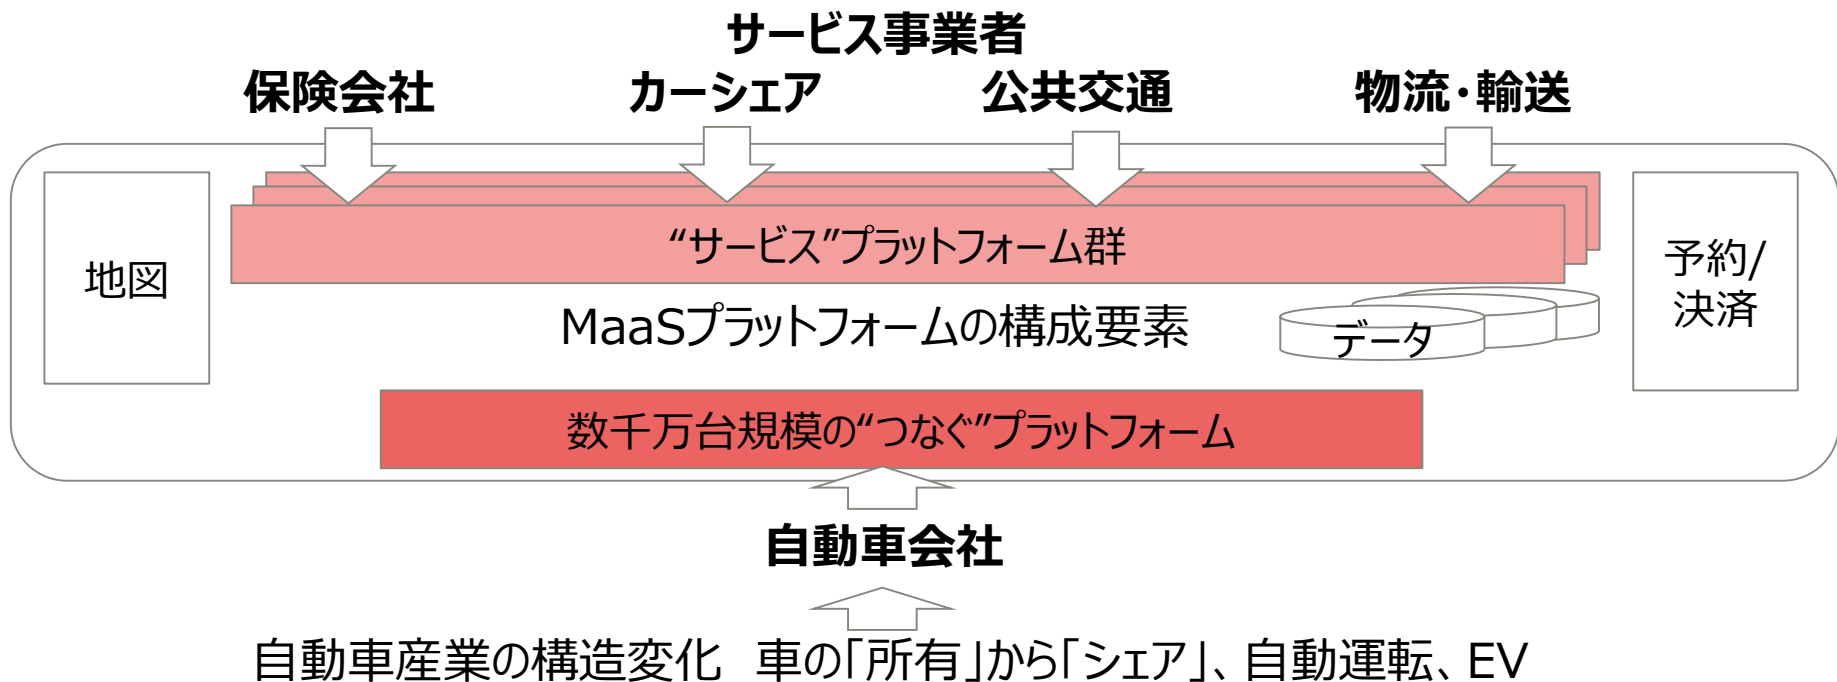 サービス事業者
保険会社
カーシェア
公共交通
物流・輸送
地図
“サービス”プラットフォーム群
予約/
決済
MaaSプラットフォームの構成要素
データ
数千万台規模の“つなぐ”プラットフォーム
自動車会社
自動車産業の構造変化　車の「所有」から「シェア」、自動運転、EV